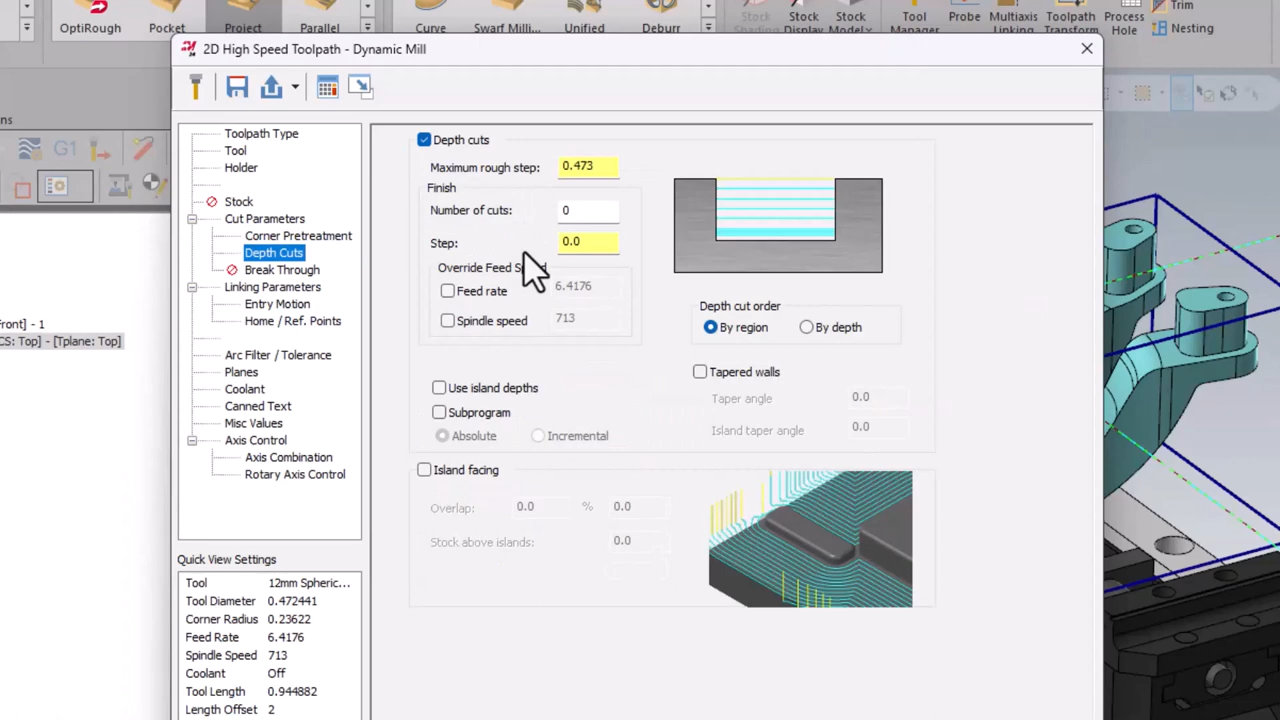 OptiRough
Pocket
Project
Parallel
Curve
Swarf Milli...
Unified
Deburr
Stock Shading
Stock Display
Stock Model
Tool Manager
Probe
Multiaxis Linking
Toolpath Transform
Process Hole
Trim
Nesting
2D High Speed Toolpath - Dynamic Mill
ns
G1
Toolpath Type
Tool
Holder
Stock
Cut Parameters
Corner Pretreatment
Depth Cuts
Break Through
Linking Parameters
Entry Motion
Home / Ref. Points
Arc Filter / Tolerance
Planes
Coolant
Canned Text
Misc Values
Axis Control
Axis Combination
Rotary Axis Control
Front] - 1
CS: Top] - [Tplane: Top]
Depth cuts
Maximum rough step: 0.473
Finish
Number of cuts: 0
Step: 0.0
Override Feed S
Feed rate 6.4176
Spindle speed 713
Depth cut order
By region By depth
Use island depths
Subprogram
Absolute Incremental
Tapered walls
Taper angle 0.0
Island taper angle 0.0
Island facing
Overlap: 0.0 % 0.0
Stock above islands: 0.0
Quick View Settings
Tool 12mm Spheric...
Tool Diameter 0.472441
Corner Radius 0.23622
Feed Rate 6.4176
Spindle Speed 713
Coolant Off
Tool Length 0.944882
Length Offset 2